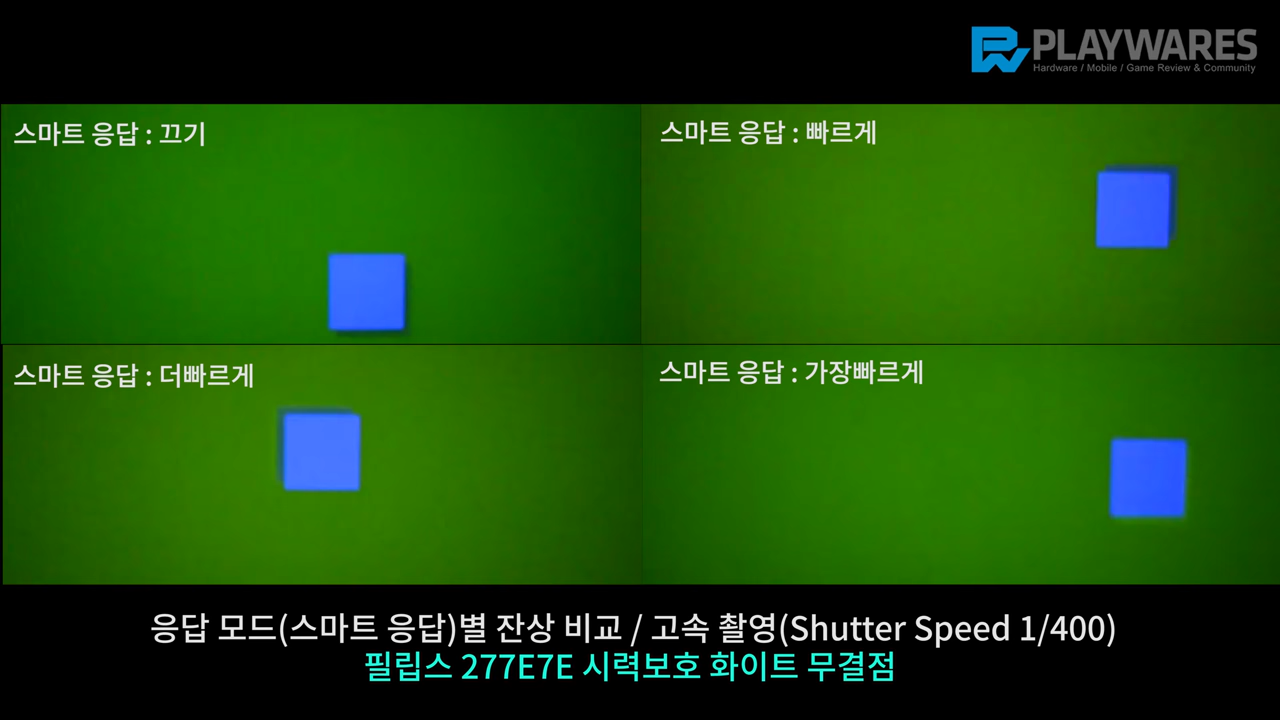 PLAYWARES
Hardware / Mobile / Game Review & Community
스마트 응답 : 끄기
스마트 응답 : 빠르게
스마트 응답 : 더빠르게
스마트 응답 : 가장빠르게
응답 모드(스마트 응답)별 잔상 비교 / 고속 촬영(Shutter Speed 1/400)
필립스 277E7E 시력보호 화이트 무결점